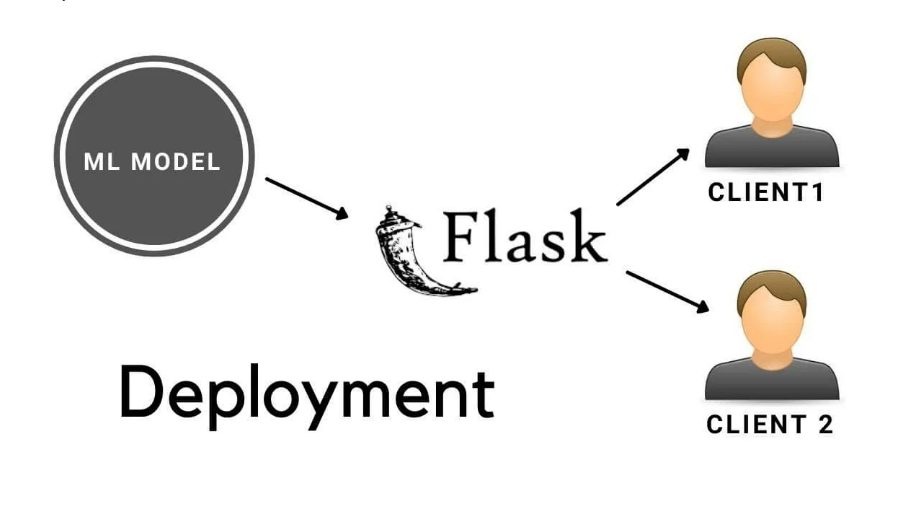 ML MODEL
Flask
CLIENT1
Deployment
CLIENT 2